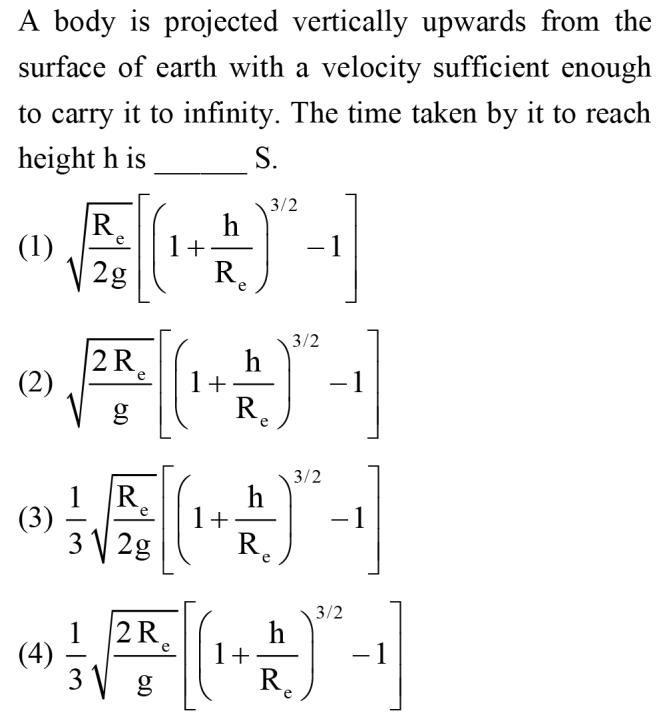 A body is projected vertically upwards from the
surface of earth with a velocity sufficient enough
to carry it to infinity. The time taken by it to reach
height h is _______ S.
(1) √(Rₑ/2g) [(1 + h/Rₑ)^(3/2) − 1]
(2) √(2Rₑ/g) [(1 + h/Rₑ)^(3/2) − 1]
(3) 1/3 √(Rₑ/2g) [(1 + h/Rₑ)^(3/2) − 1]
(4) 1/3 √(2Rₑ/g) [(1 + h/Rₑ)^(3/2) − 1]